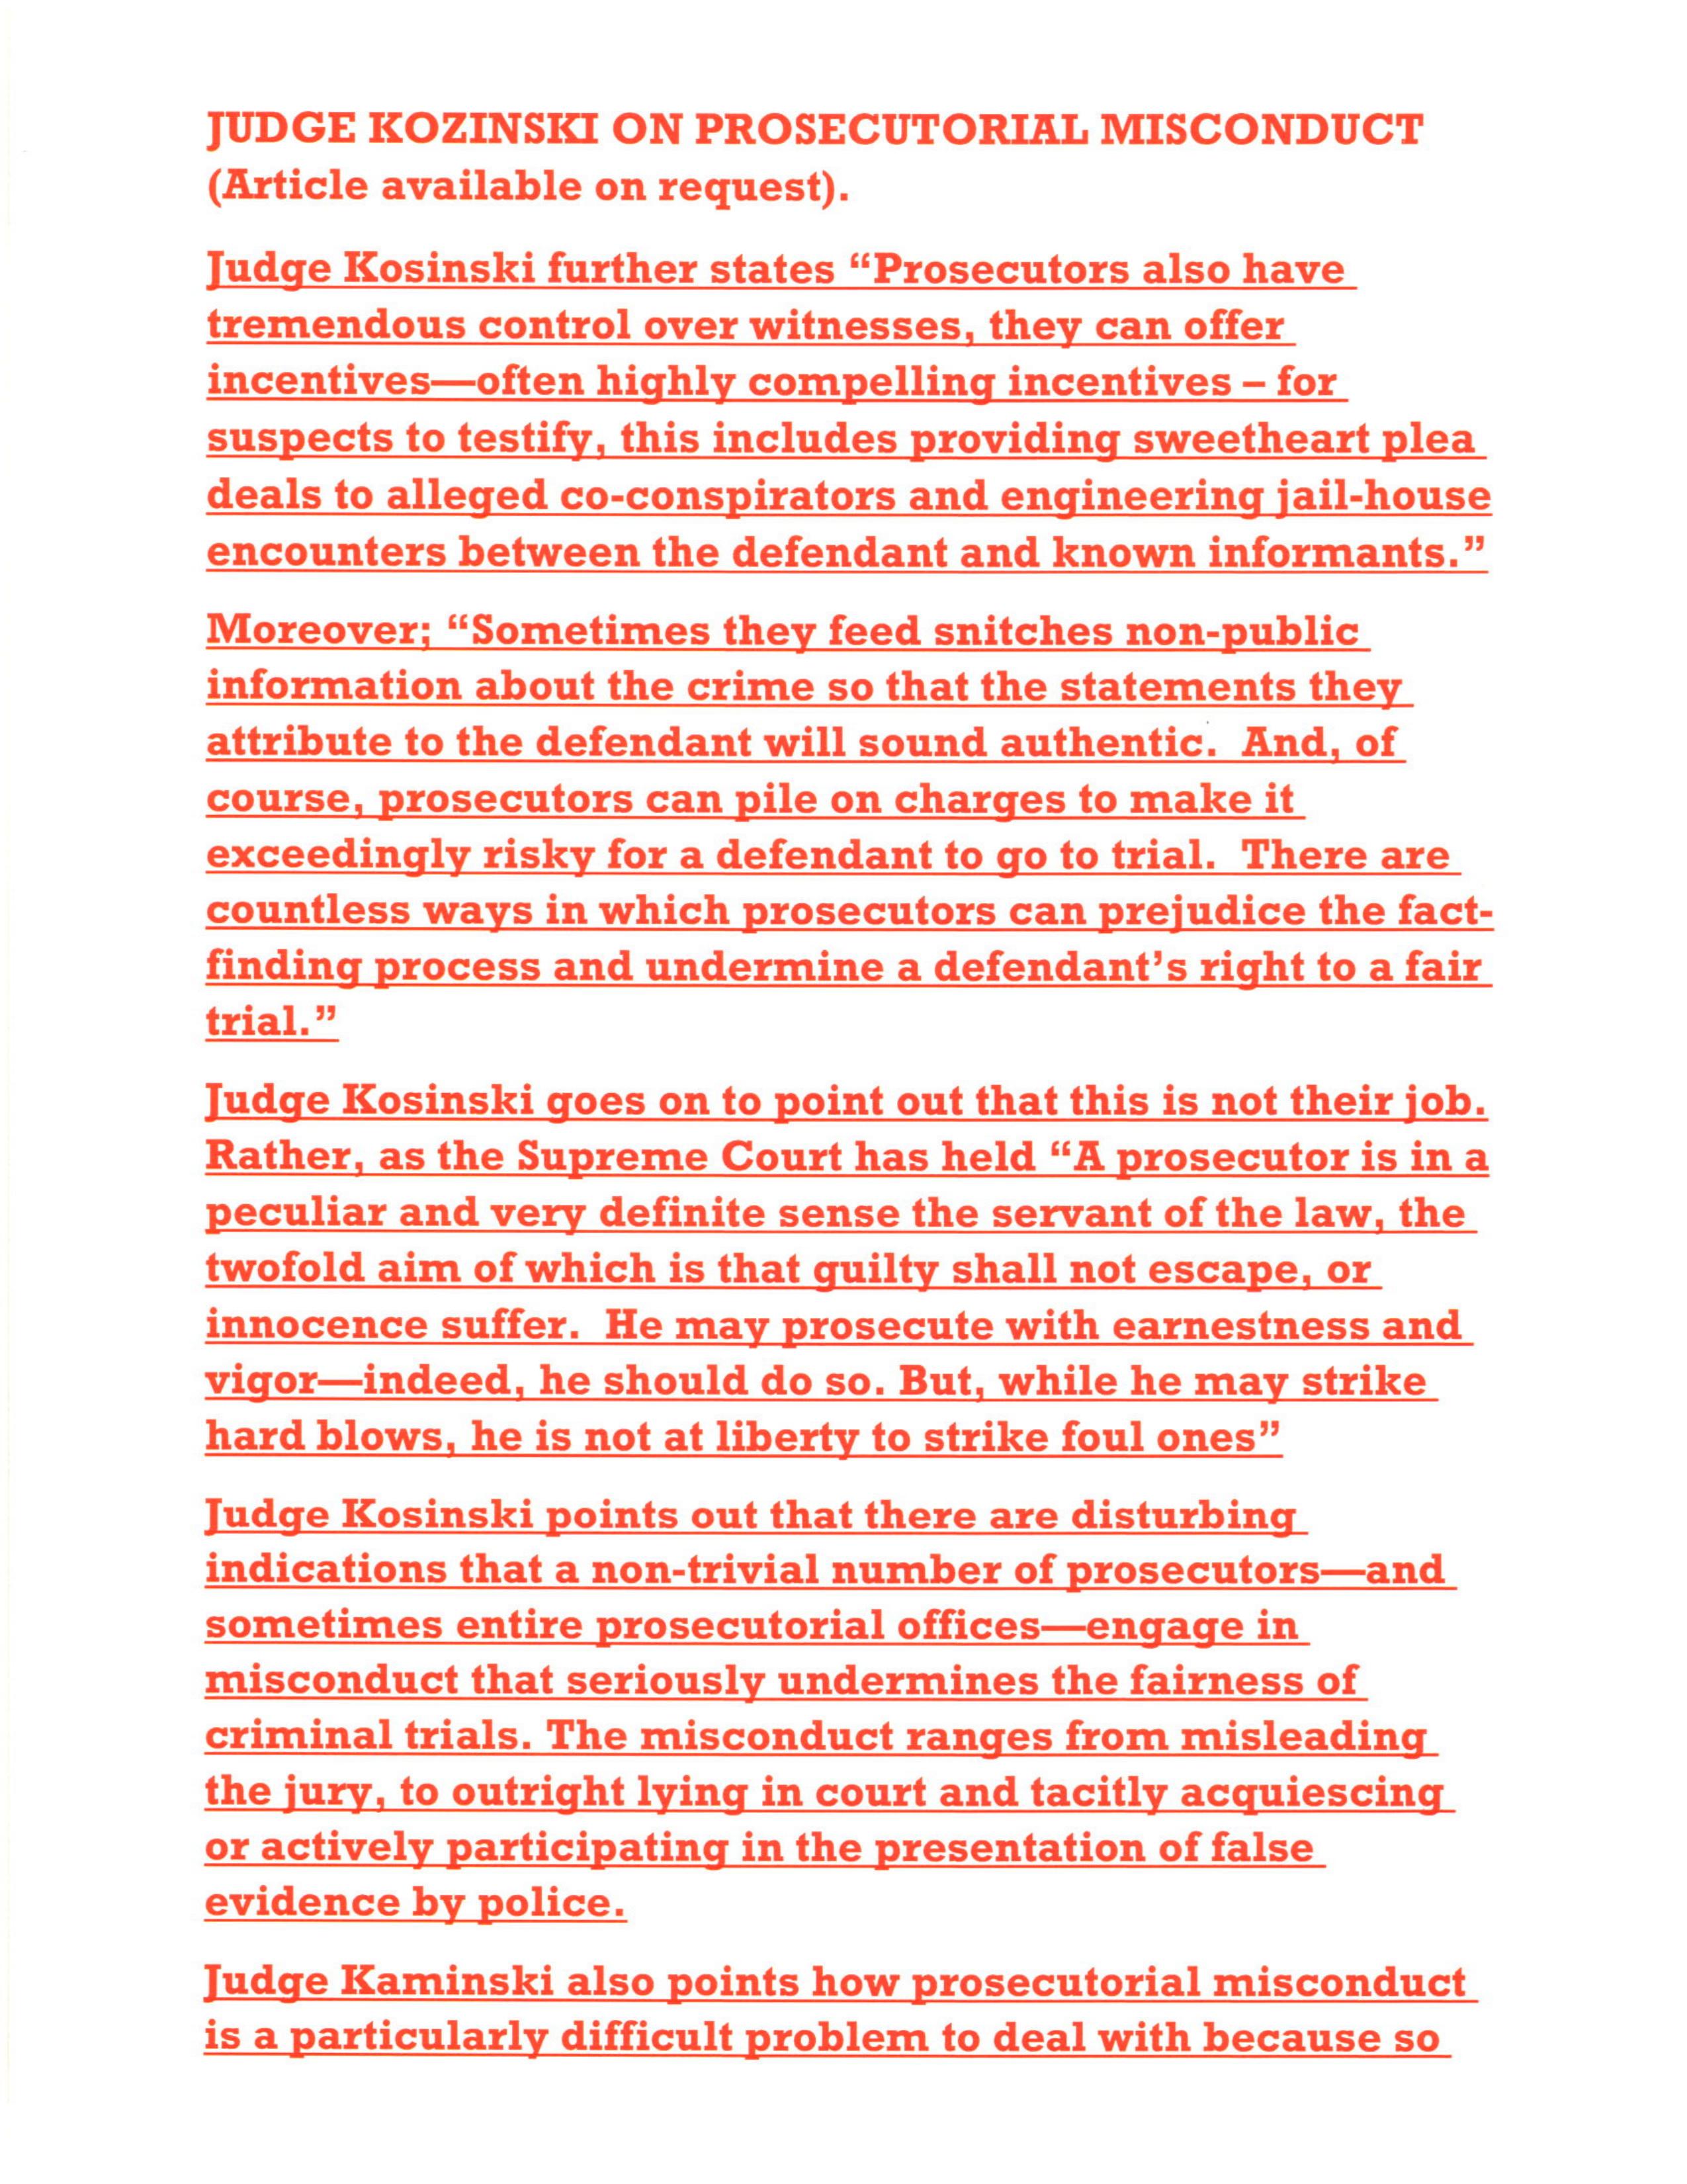 JUDGE KOZINSKI ON PROSECUTORIAL MISCONDUCT
(Article available on request).
Judge Kosinski further states “Prosecutors also have
tremendous control over witnesses, they can offer
incentives—often highly compelling incentives – for
suspects to testify, this includes providing sweetheart plea
deals to alleged co-conspirators and engineering jail-house
encounters between the defendant and known informants.”
Moreover; “Sometimes they feed snitches non-public
information about the crime so that the statements they
attribute to the defendant will sound authentic.  And, of
course, prosecutors can pile on charges to make it
exceedingly risky for a defendant to go to trial.  There are
countless ways in which prosecutors can prejudice the fact-
finding process and undermine a defendant’s right to a fair
trial.”
Judge Kosinski goes on to point out that this is not their job.
Rather, as the Supreme Court has held “A prosecutor is in a
peculiar and very definite sense the servant of the law, the
twofold aim of which is that guilty shall not escape, or
innocence suffer.  He may prosecute with earnestness and
vigor—indeed, he should do so. But, while he may strike
hard blows, he is not at liberty to strike foul ones”
Judge Kosinski points out that there are disturbing
indications that a non-trivial number of prosecutors—and
sometimes entire prosecutorial offices—engage in
misconduct that seriously undermines the fairness of
criminal trials. The misconduct ranges from misleading
the jury, to outright lying in court and tacitly acquiescing
or actively participating in the presentation of false
evidence by police.
Judge Kaminski also points how prosecutorial misconduct
is a particularly difficult problem to deal with because so